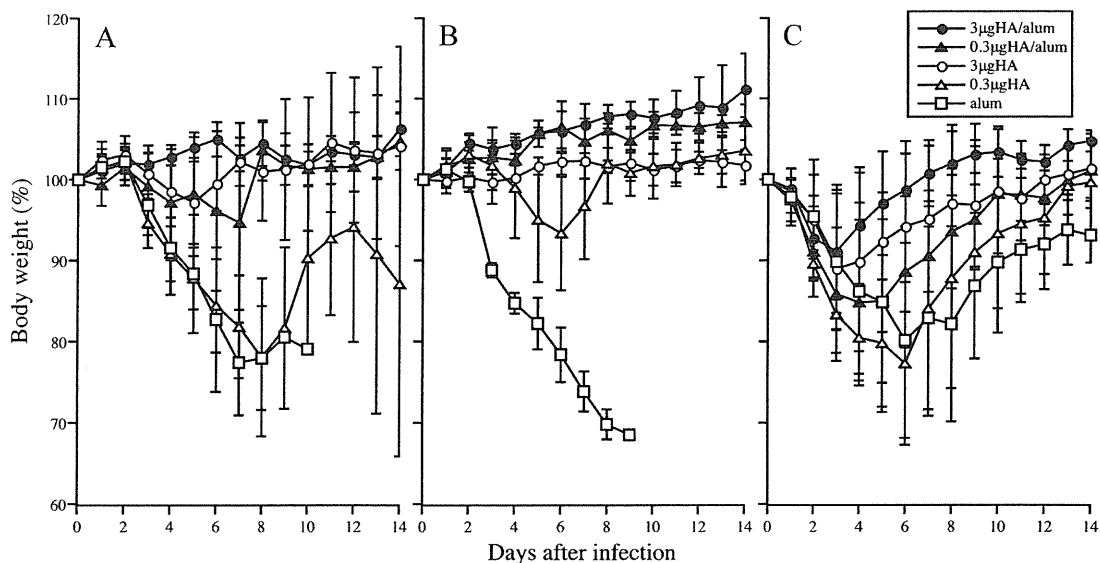 120
110
100
90
80
70
60
Body weight (%)
A
B
C
3µgHA/alum
0.3µgHA/alum
3µgHA
0.3µgHA
alum
0 2 4 6 8 10 12 14
0 2 4 6 8 10 12 14
0 2 4 6 8 10 12 14
Days after infection